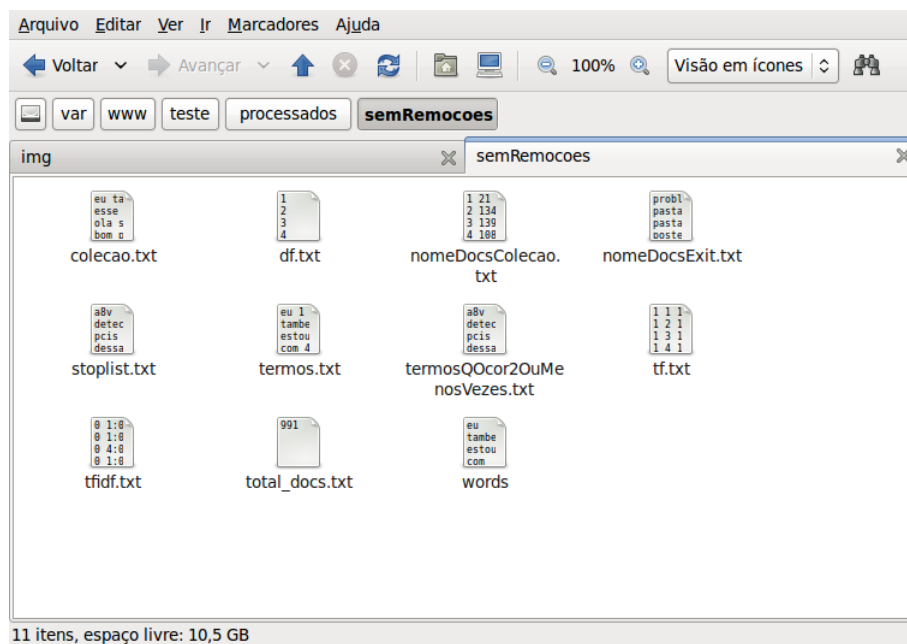 Arquivo Editar Ver Ir Marcadores Ajuda
Voltar Avançar 100% Visão em ícones
var www teste processados semRemocoes
img semRemocoes
eu ta
esse
ola s
bom p
colecao.txt
1
2
3
4
df.txt
1 21
2 134
3 139
4 108
nomeDocsColecao.
txt
probl
pasta
pasta
poste
nomeDocsExit.txt
a8v
detec
pcis
dessa
stoplist.txt
eu 1
tambe
estou
com 4
termos.txt
a8v
detec
pcis
dessa
termosQOcor2OuMe
nosVezes.txt
1 1 1
1 2 1
1 3 1
1 4 1
tf.txt
0 1:0
0 1:0
0 4:0
0 1:0
tfidf.txt
991
total_docs.txt
eu
tambe
estou
com
words
11 itens, espaço livre: 10,5 GB